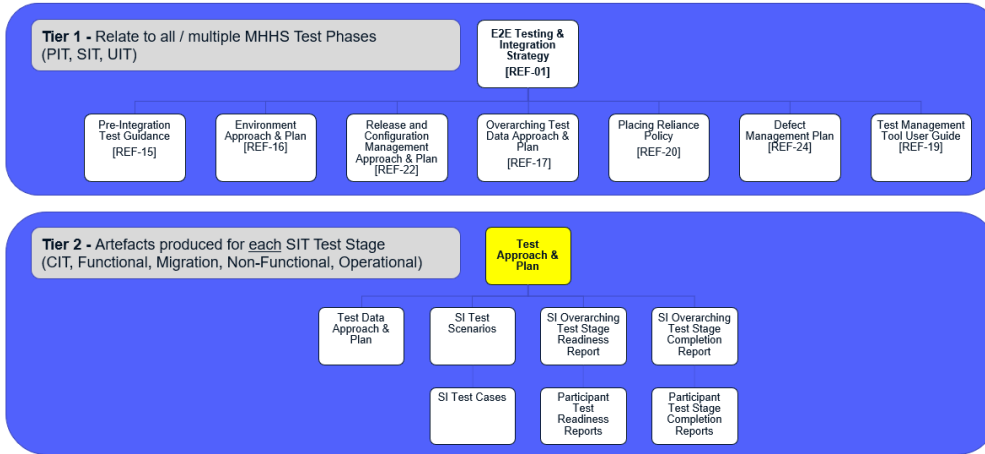 Tier 1 - Relate to all / multiple MHHS Test Phases
(PIT, SIT, UIT)
E2E Testing &
Integration
Strategy
[REF-01]
Pre-Integration
Test Guidance
[REF-15]
Environment
Approach & Plan
[REF-16]
Release and
Configuration
Management
Approach & Plan
[REF-22]
Overarching Test
Data Approach &
Plan
[REF-17]
Placing Reliance
Policy
[REF-20]
Defect
Management Plan
[REF-24]
Test Management
Tool User Guide
[REF-19]
Tier 2 - Artefacts produced for each SIT Test Stage
(CIT, Functional, Migration, Non-Functional, Operational)
Test
Approach &
Plan
Test Data
Approach &
Plan
SI Test
Scenarios
SI Overarching
Test Stage
Readiness
Report
SI Overarching
Test Stage
Completion
Report
SI Test Cases
Participant
Test
Readiness
Reports
Participant
Test Stage
Completion
Reports